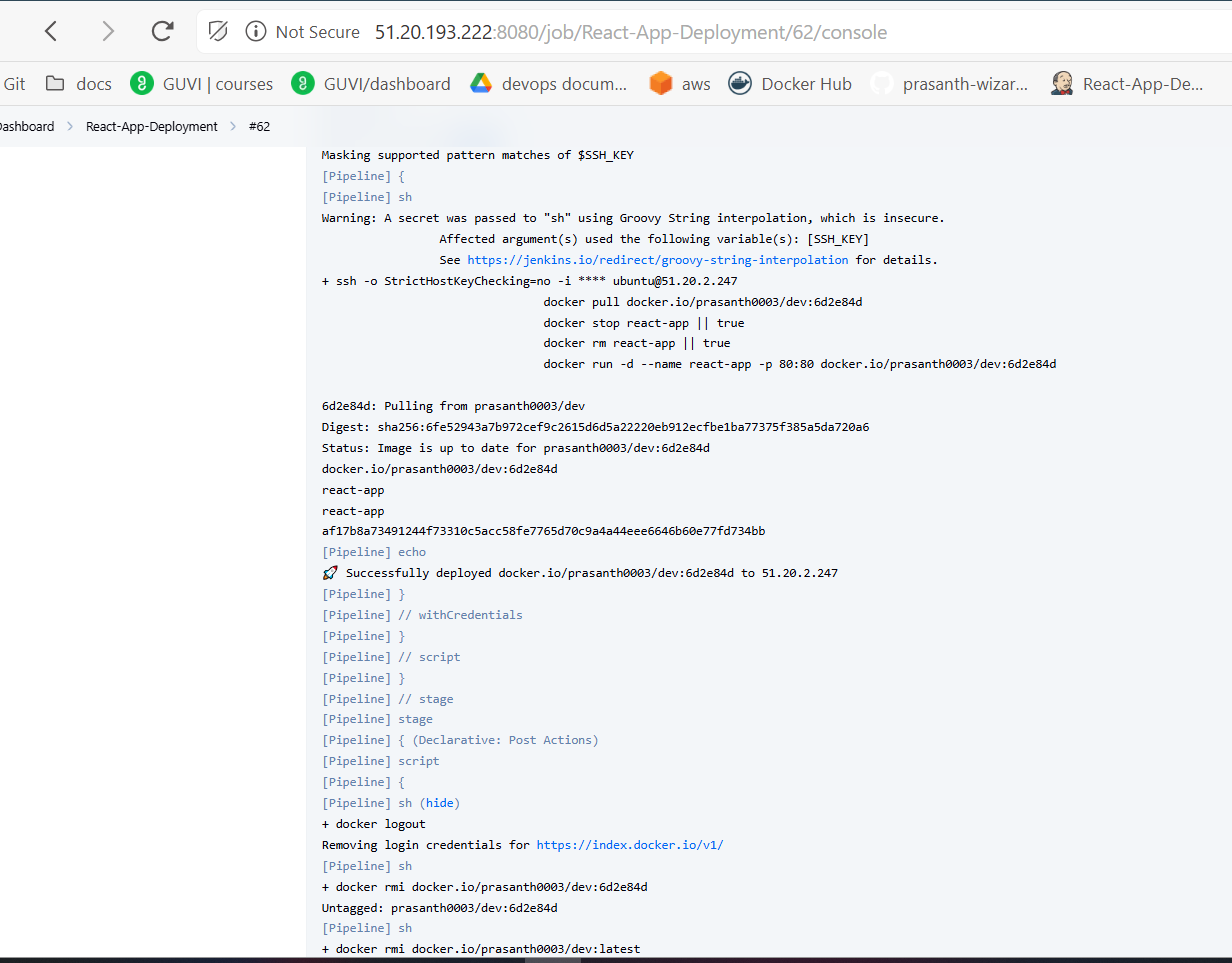 Not Secure 51.20.193.222:8080/job/React-App-Deployment/62/console
Git docs GUVI | courses GUVI/dashboard devops docum... aws Docker Hub prasanth-wizar... React-App-De...
Dashboard > React-App-Deployment > #62
Masking supported pattern matches of $SSH_KEY
[Pipeline] {
[Pipeline] sh
Warning: A secret was passed to "sh" using Groovy String interpolation, which is insecure.
Affected argument(s) used the following variable(s): [SSH_KEY]
See https://jenkins.io/redirect/groovy-string-interpolation for details.
+ ssh -o StrictHostKeyChecking=no -i **** ubuntu@51.20.2.247
docker pull docker.io/prasanth0003/dev:6d2e84d
docker stop react-app || true
docker rm react-app || true
docker run -d --name react-app -p 80:80 docker.io/prasanth0003/dev:6d2e84d
6d2e84d: Pulling from prasanth0003/dev
Digest: sha256:6fe52943a7b972cef9c2615d6d5a22220eb912ecfbe1ba77375f385a5da720a6
Status: Image is up to date for prasanth0003/dev:6d2e84d
docker.io/prasanth0003/dev:6d2e84d
react-app
react-app
af17b8a73491244f73310c5acc58fe7765d70c9a4a44eee6646b60e77fd734bb
[Pipeline] echo
🚀 Successfully deployed docker.io/prasanth0003/dev:6d2e84d to 51.20.2.247
[Pipeline] }
[Pipeline] // withCredentials
[Pipeline] }
[Pipeline] // script
[Pipeline] }
[Pipeline] // stage
[Pipeline] stage
[Pipeline] { (Declarative: Post Actions)
[Pipeline] script
[Pipeline] {
[Pipeline] sh (hide)
+ docker logout
Removing login credentials for https://index.docker.io/v1/
[Pipeline] sh
+ docker rmi docker.io/prasanth0003/dev:6d2e84d
Untagged: prasanth0003/dev:6d2e84d
[Pipeline] sh
+ docker rmi docker.io/prasanth0003/dev:latest